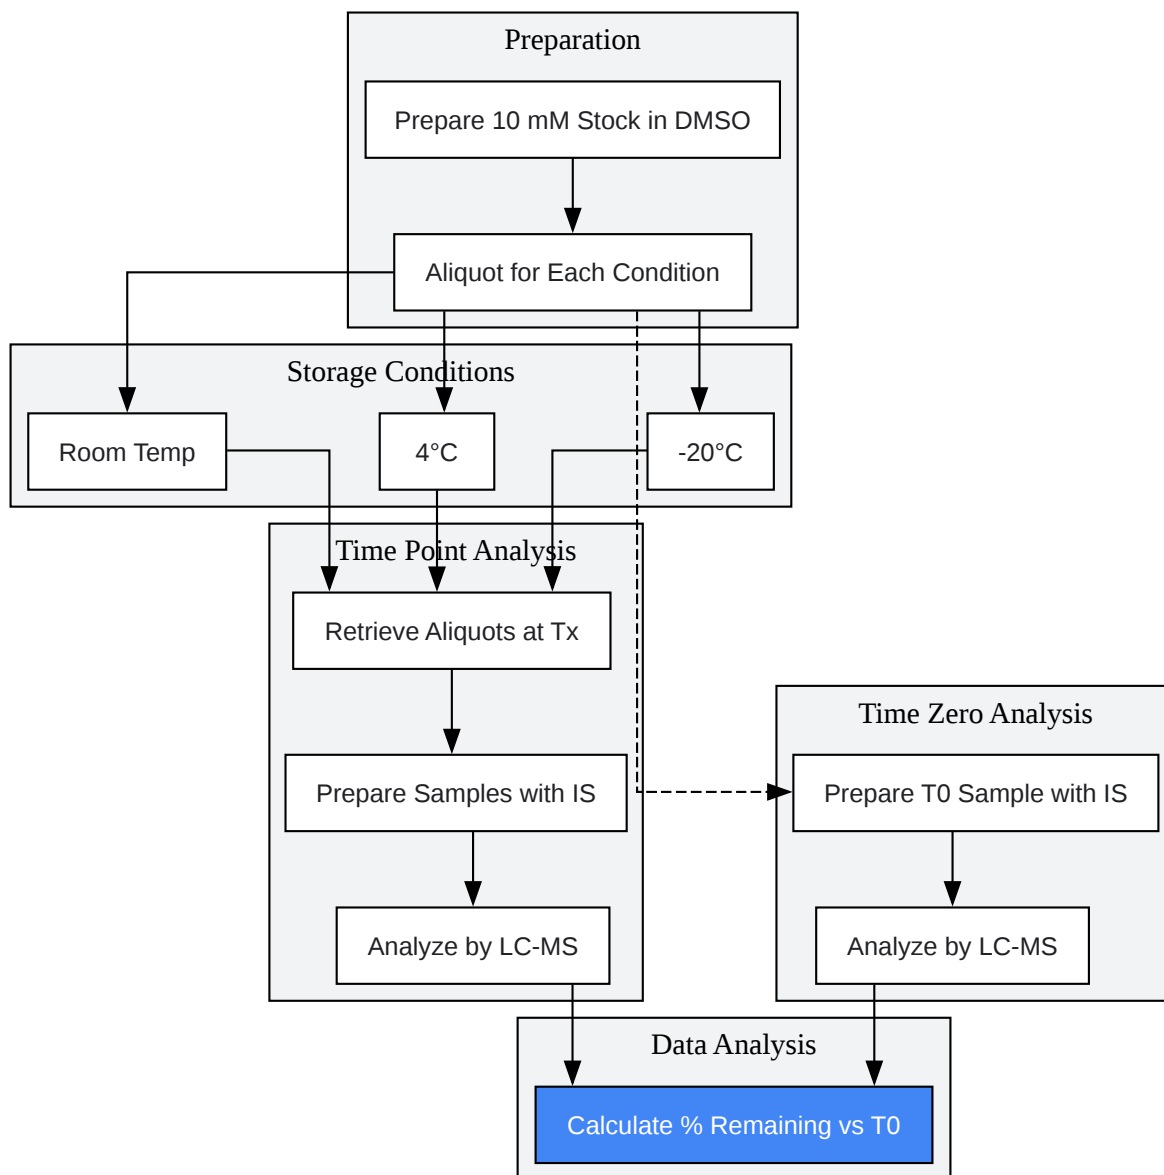 Preparation
Prepare 10 mM Stock in DMSO
Aliquot for Each Condition
Storage Conditions
Room Temp
4°C
-20°C
Time Point Analysis
Retrieve Aliquots at Tx
Prepare Samples with IS
Analyze by LC-MS
Time Zero Analysis
Prepare T0 Sample with IS
Analyze by LC-MS
Data Analysis
Calculate % Remaining vs T0